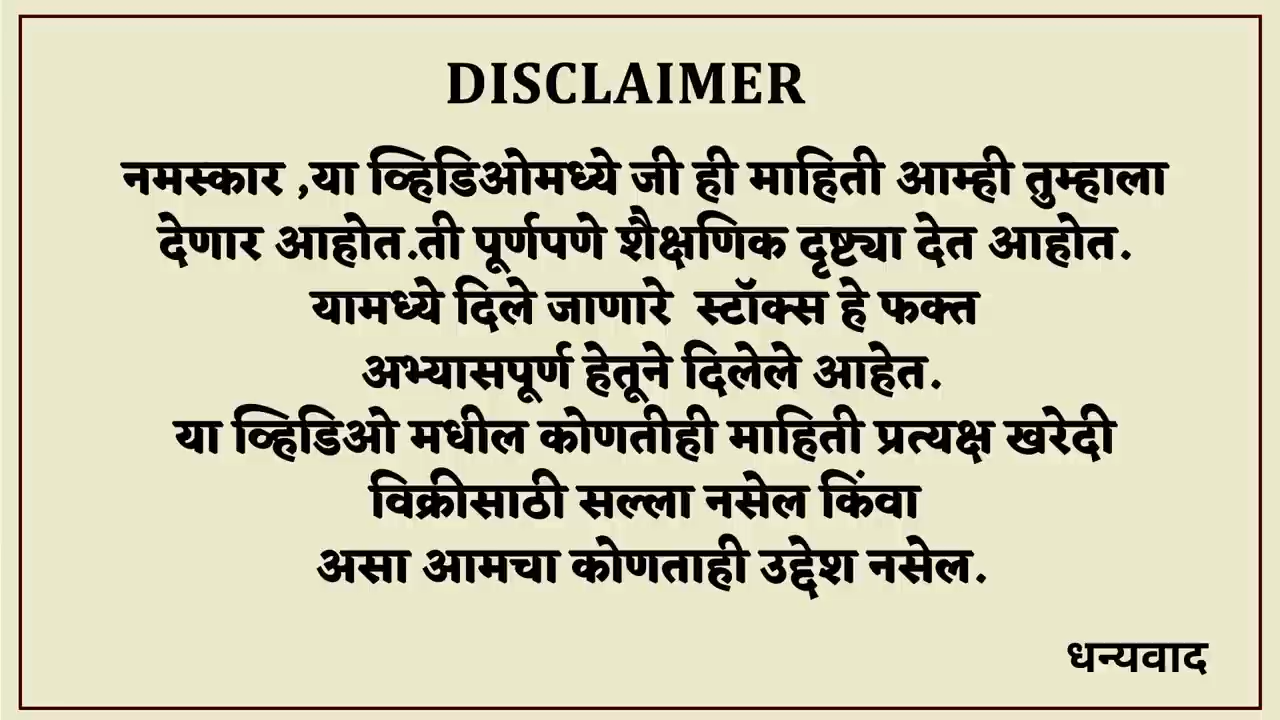 DISCLAIMER
नमस्कार ,या व्हिडिओमध्ये जी ही माहिती आम्ही तुम्हाला
देणार आहोत.ती पूर्णपणे शैक्षणिक दृष्ट्या देत आहोत.
यामध्ये दिले जाणारे  स्टॉक्स हे फक्त
अभ्यासपूर्ण हेतूने दिलेले आहेत.
या व्हिडिओ मधील कोणतीही माहिती प्रत्यक्ष खरेदी
विक्रीसाठी सल्ला नसेल किंवा
असा आमचा कोणताही उद्देश नसेल.
धन्यवाद